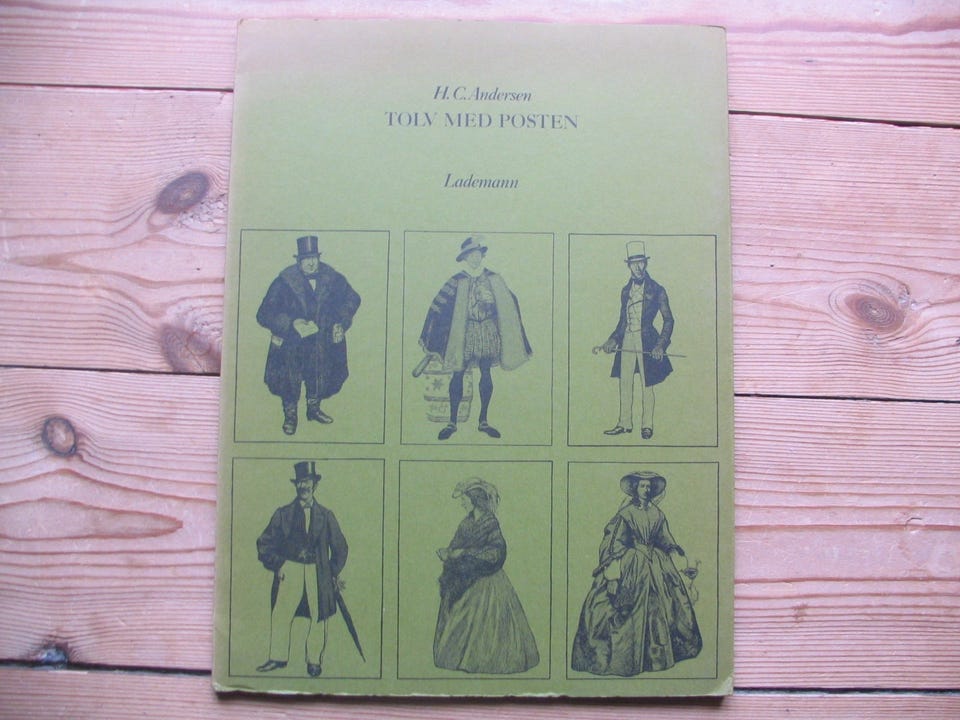 H. C. Andersen
TOLV MED POSTEN
Lademann